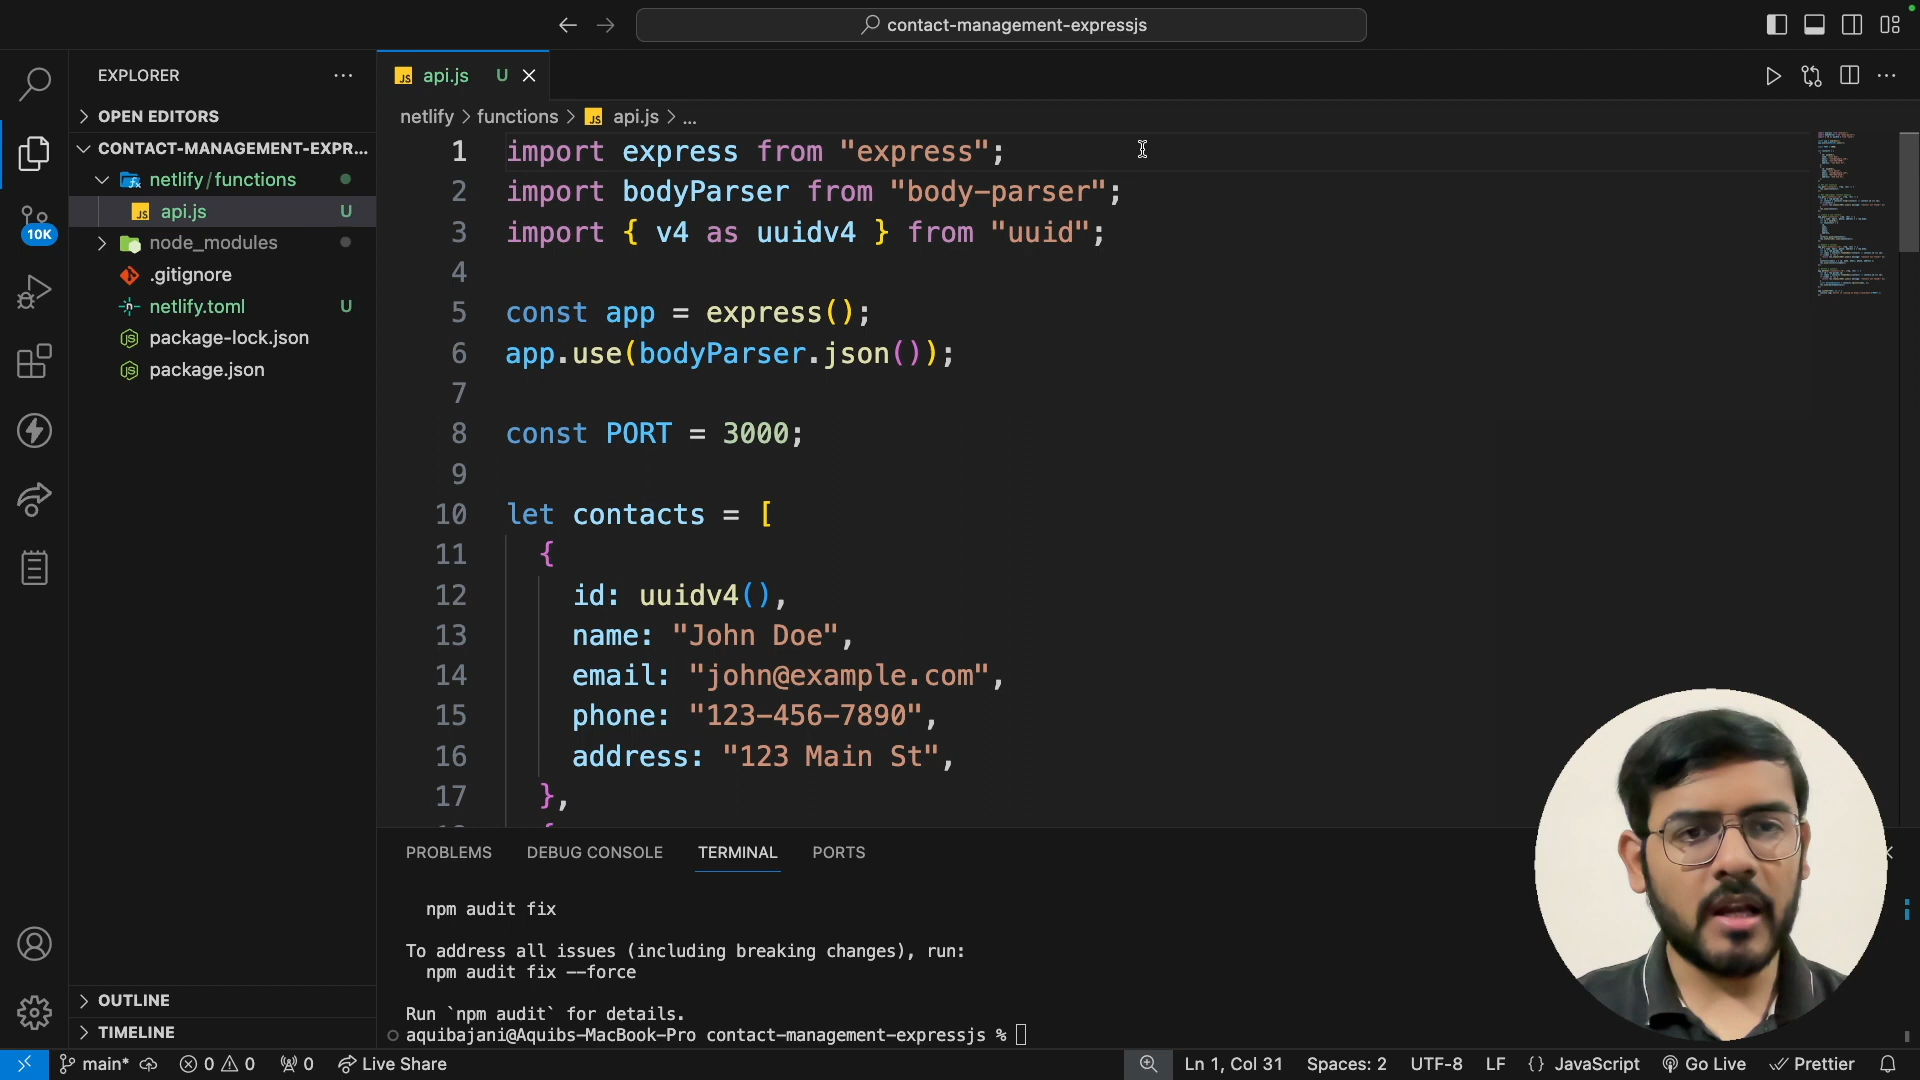 contact-management-expressjs
EXPLORER
OPEN EDITORS
CONTACT-MANAGEMENT-EXPR...
netlify/functions
JS api.js U
node_modules
.gitignore
netlify.toml U
package-lock.json
package.json
OUTLINE
TIMELINE
10K
JS api.js U
netlify > functions > JS api.js > ...
1 import express from "express";
2 import bodyParser from "body-parser";
3 import { v4 as uuidv4 } from "uuid";
4
5 const app = express();
6 app.use(bodyParser.json());
7
8 const PORT = 3000;
9
10 let contacts = [
11 {
12 id: uuidv4(),
13 name: "John Doe",
14 email: "john@example.com",
15 phone: "123-456-7890",
16 address: "123 Main St",
17 },
PROBLEMS DEBUG CONSOLE TERMINAL PORTS
npm audit fix
To address all issues (including breaking changes), run:
npm audit fix --force
Run `npm audit` for details.
aquibajani@Aquibs-MacBook-Pro contact-management-expressjs %
main* 0 0 0 Live Share Ln 1, Col 31 Spaces: 2 UTF-8 LF {} JavaScript Go Live Prettier